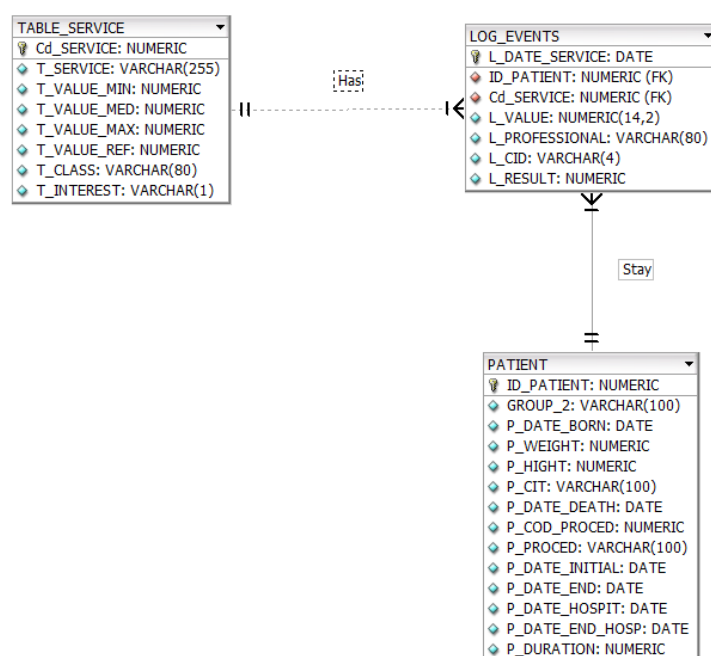 TABLE_SERVICE
Cd_SERVICE: NUMERIC
T_SERVICE: VARCHAR(255)
T_VALUE_MIN: NUMERIC
T_VALUE_MED: NUMERIC
T_VALUE_MAX: NUMERIC
T_VALUE_REF: NUMERIC
T_CLASS: VARCHAR(80)
T_INTEREST: VARCHAR(1)
Has
LOG_EVENTS
L_DATE_SERVICE: DATE
ID_PATIENT: NUMERIC (FK)
Cd_SERVICE: NUMERIC (FK)
L_VALUE: NUMERIC(14,2)
L_PROFESSIONAL: VARCHAR(80)
L_CID: VARCHAR(4)
L_RESULT: NUMERIC
Stay
PATIENT
ID_PATIENT: NUMERIC
GROUP_2: VARCHAR(100)
P_DATE_BORN: DATE
P_WEIGHT: NUMERIC
P_HIGHT: NUMERIC
P_CIT: VARCHAR(100)
P_DATE_DEATH: DATE
P_COD_PROCED: NUMERIC
P_PROCED: VARCHAR(100)
P_DATE_INITIAL: DATE
P_DATE_END: DATE
P_DATE_HOSPIT: DATE
P_DATE_END_HOSP: DATE
P_DURATION: NUMERIC